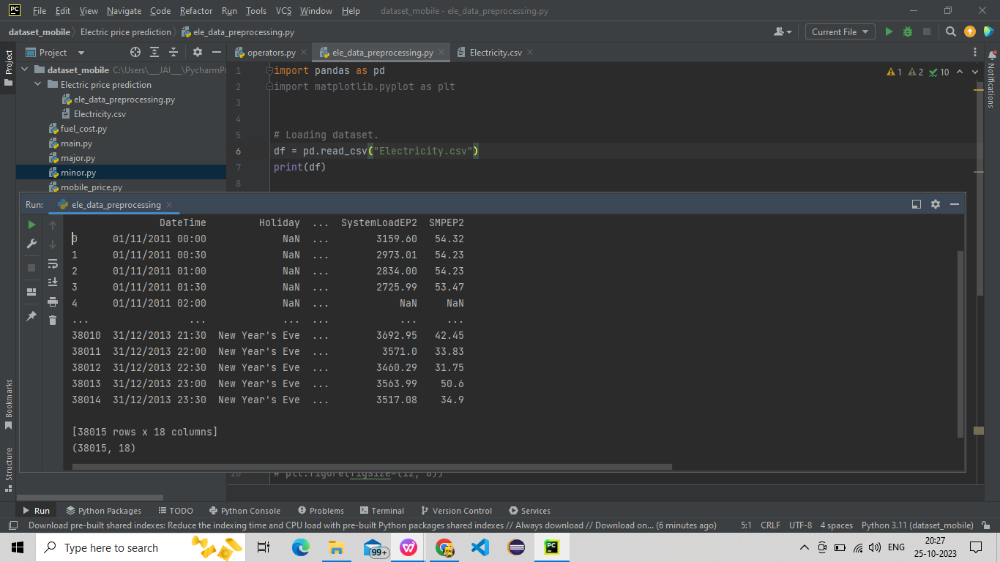 PC File Edit View Navigate Code Refactor Run Tools VCS Window Help dataset_mobile - ele_data_preprocessing.py
dataset_mobile Electric price prediction ele_data_preprocessing.py Current File
Project operators.py ele_data_preprocessing.py Electricity.csv
dataset_mobile C:\Users\__JAI__\PycharmPr
Electric price prediction
ele_data_preprocessing.py
Electricity.csv
fuel_cost.py
main.py
major.py
minor.py
mobile_price.py
Project
Bookmarks
Structure
Notifications
1 2 10
1 import pandas as pd
2 import matplotlib.pyplot as plt
3
4
5 # Loading dataset.
6 df = pd.read_csv("Electricity.csv")
7 print(df)
8
Run: ele_data_preprocessing
DateTime Holiday ... SystemLoadEP2 SMPEP2
0 01/11/2011 00:00 NaN ... 3159.60 54.32
1 01/11/2011 00:30 NaN ... 2973.01 54.23
2 01/11/2011 01:00 NaN ... 2834.00 54.23
3 01/11/2011 01:30 NaN ... 2725.99 53.47
4 01/11/2011 02:00 NaN ... NaN NaN
... ... ... ... ... ...
38010 31/12/2013 21:30 New Year's Eve ... 3692.95 42.45
38011 31/12/2013 22:00 New Year's Eve ... 3571.0 33.83
38012 31/12/2013 22:30 New Year's Eve ... 3460.29 31.75
38013 31/12/2013 23:00 New Year's Eve ... 3563.99 50.6
38014 31/12/2013 23:30 New Year's Eve ... 3517.08 34.9
[38015 rows x 18 columns]
(38015, 18)
# plt.figure(figsize=(12, 8))
Run Python Packages TODO Python Console Problems Terminal Version Control Services
Download pre-built shared indexes: Reduce the indexing time and CPU load with pre-built Python packages shared indexes // Always download // Download on... (6 minutes ago) 5:1 CRLF UTF-8 4 spaces Python 3.11 (dataset_mobile)
Type here to search 99+ PC ENG 20:27
25-10-2023